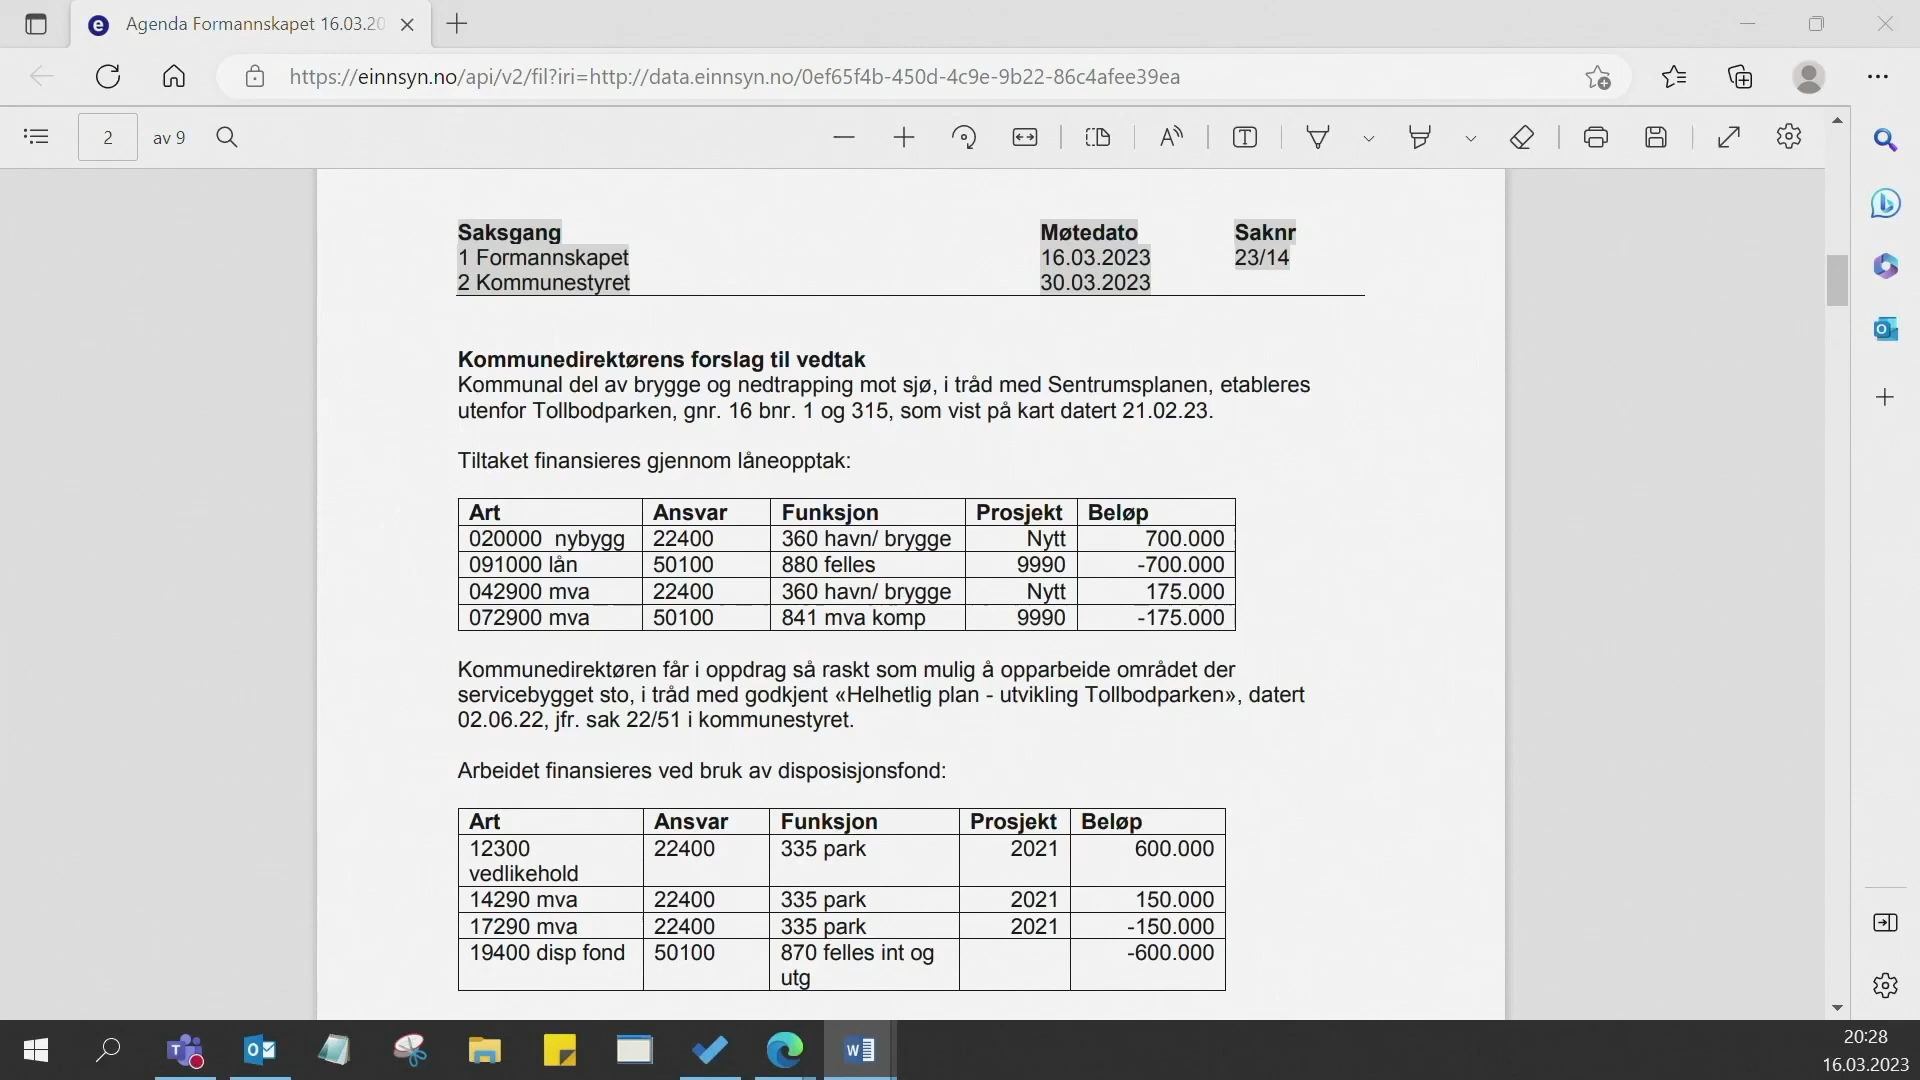 Agenda Formannskapet 16.03.20
https://einnsyn.no/api/v2/fil?iri=http://data.einnsyn.no/0ef65f4b-450d-4c9e-9b22-86c4afee39ea
2 av 9
Saksgang Møtedato Saknr
1 Formannskapet 16.03.2023 23/14
2 Kommunestyret 30.03.2023
Kommunedirektørens forslag til vedtak
Kommunal del av brygge og nedtrapping mot sjø, i tråd med Sentrumsplanen, etableres
utenfor Tollbodparken, gnr. 16 bnr. 1 og 315, som vist på kart datert 21.02.23.
Tiltaket finansieres gjennom låneopptak:
Art Ansvar Funksjon Prosjekt Beløp
020000 nybygg 22400 360 havn/ brygge Nytt 700.000
091000 lån 50100 880 felles 9990 -700.000
042900 mva 22400 360 havn/ brygge Nytt 175.000
072900 mva 50100 841 mva komp 9990 -175.000
Kommunedirektøren får i oppdrag så raskt som mulig å opparbeide området der
servicebygget sto, i tråd med godkjent «Helhetlig plan - utvikling Tollbodparken», datert
02.06.22, jfr. sak 22/51 i kommunestyret.
Arbeidet finansieres ved bruk av disposisjonsfond:
Art Ansvar Funksjon Prosjekt Beløp
12300 22400 335 park 2021 600.000
vedlikehold
14290 mva 22400 335 park 2021 150.000
17290 mva 22400 335 park 2021 -150.000
19400 disp fond 50100 870 felles int og -600.000
utg
20:28
16.03.2023